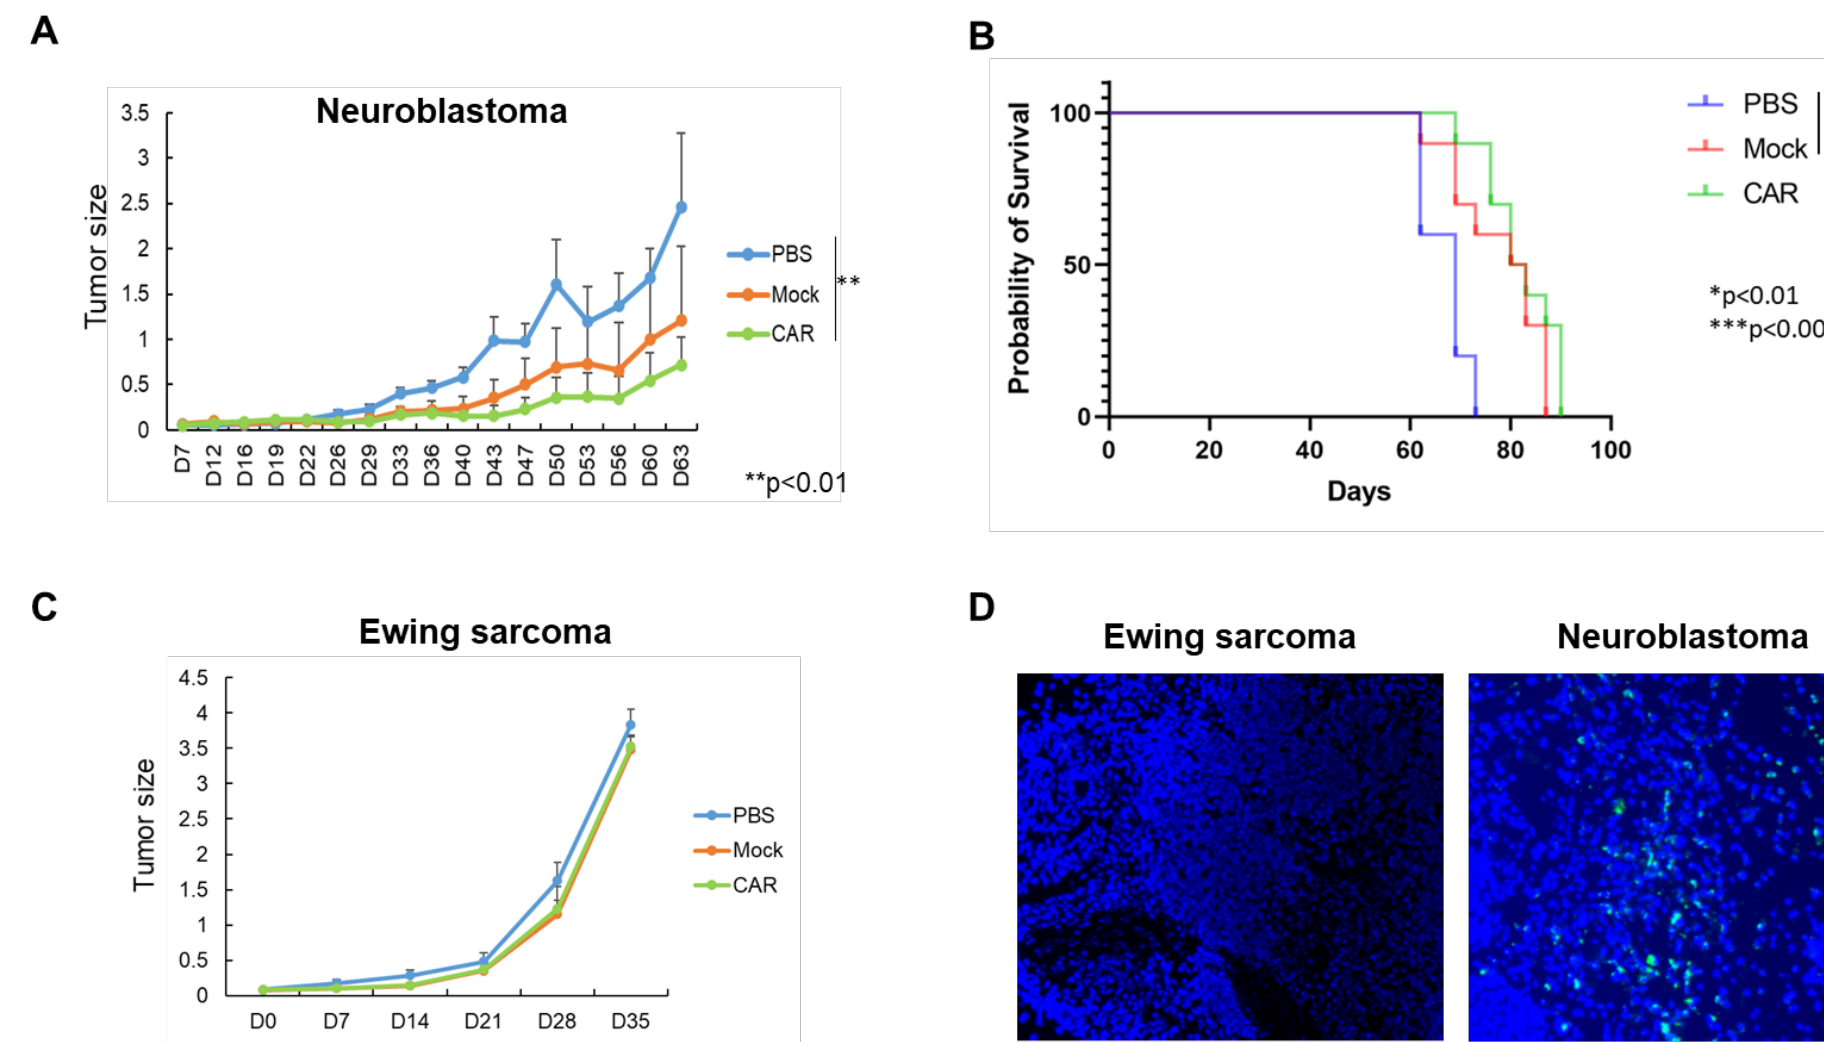 A
Neuroblastoma
3.5
3
2.5
2
1.5
1
0.5
0
Tumor size
D7 D12 D16 D19 D22 D26 D29 D33 D36 D40 D43 D47 D50 D53 D56 D60 D63
PBS
Mock
CAR
**
**p<0.01
B
100
50
0
Probability of Survival
0 20 40 60 80 100
Days
PBS
Mock
CAR
*p<0.01
***p<0.00
C
Ewing sarcoma
4.5
4
3.5
3
2.5
2
1.5
1
0.5
0
Tumor size
D0 D7 D14 D21 D28 D35
PBS
Mock
CAR
D
Ewing sarcoma
Neuroblastoma